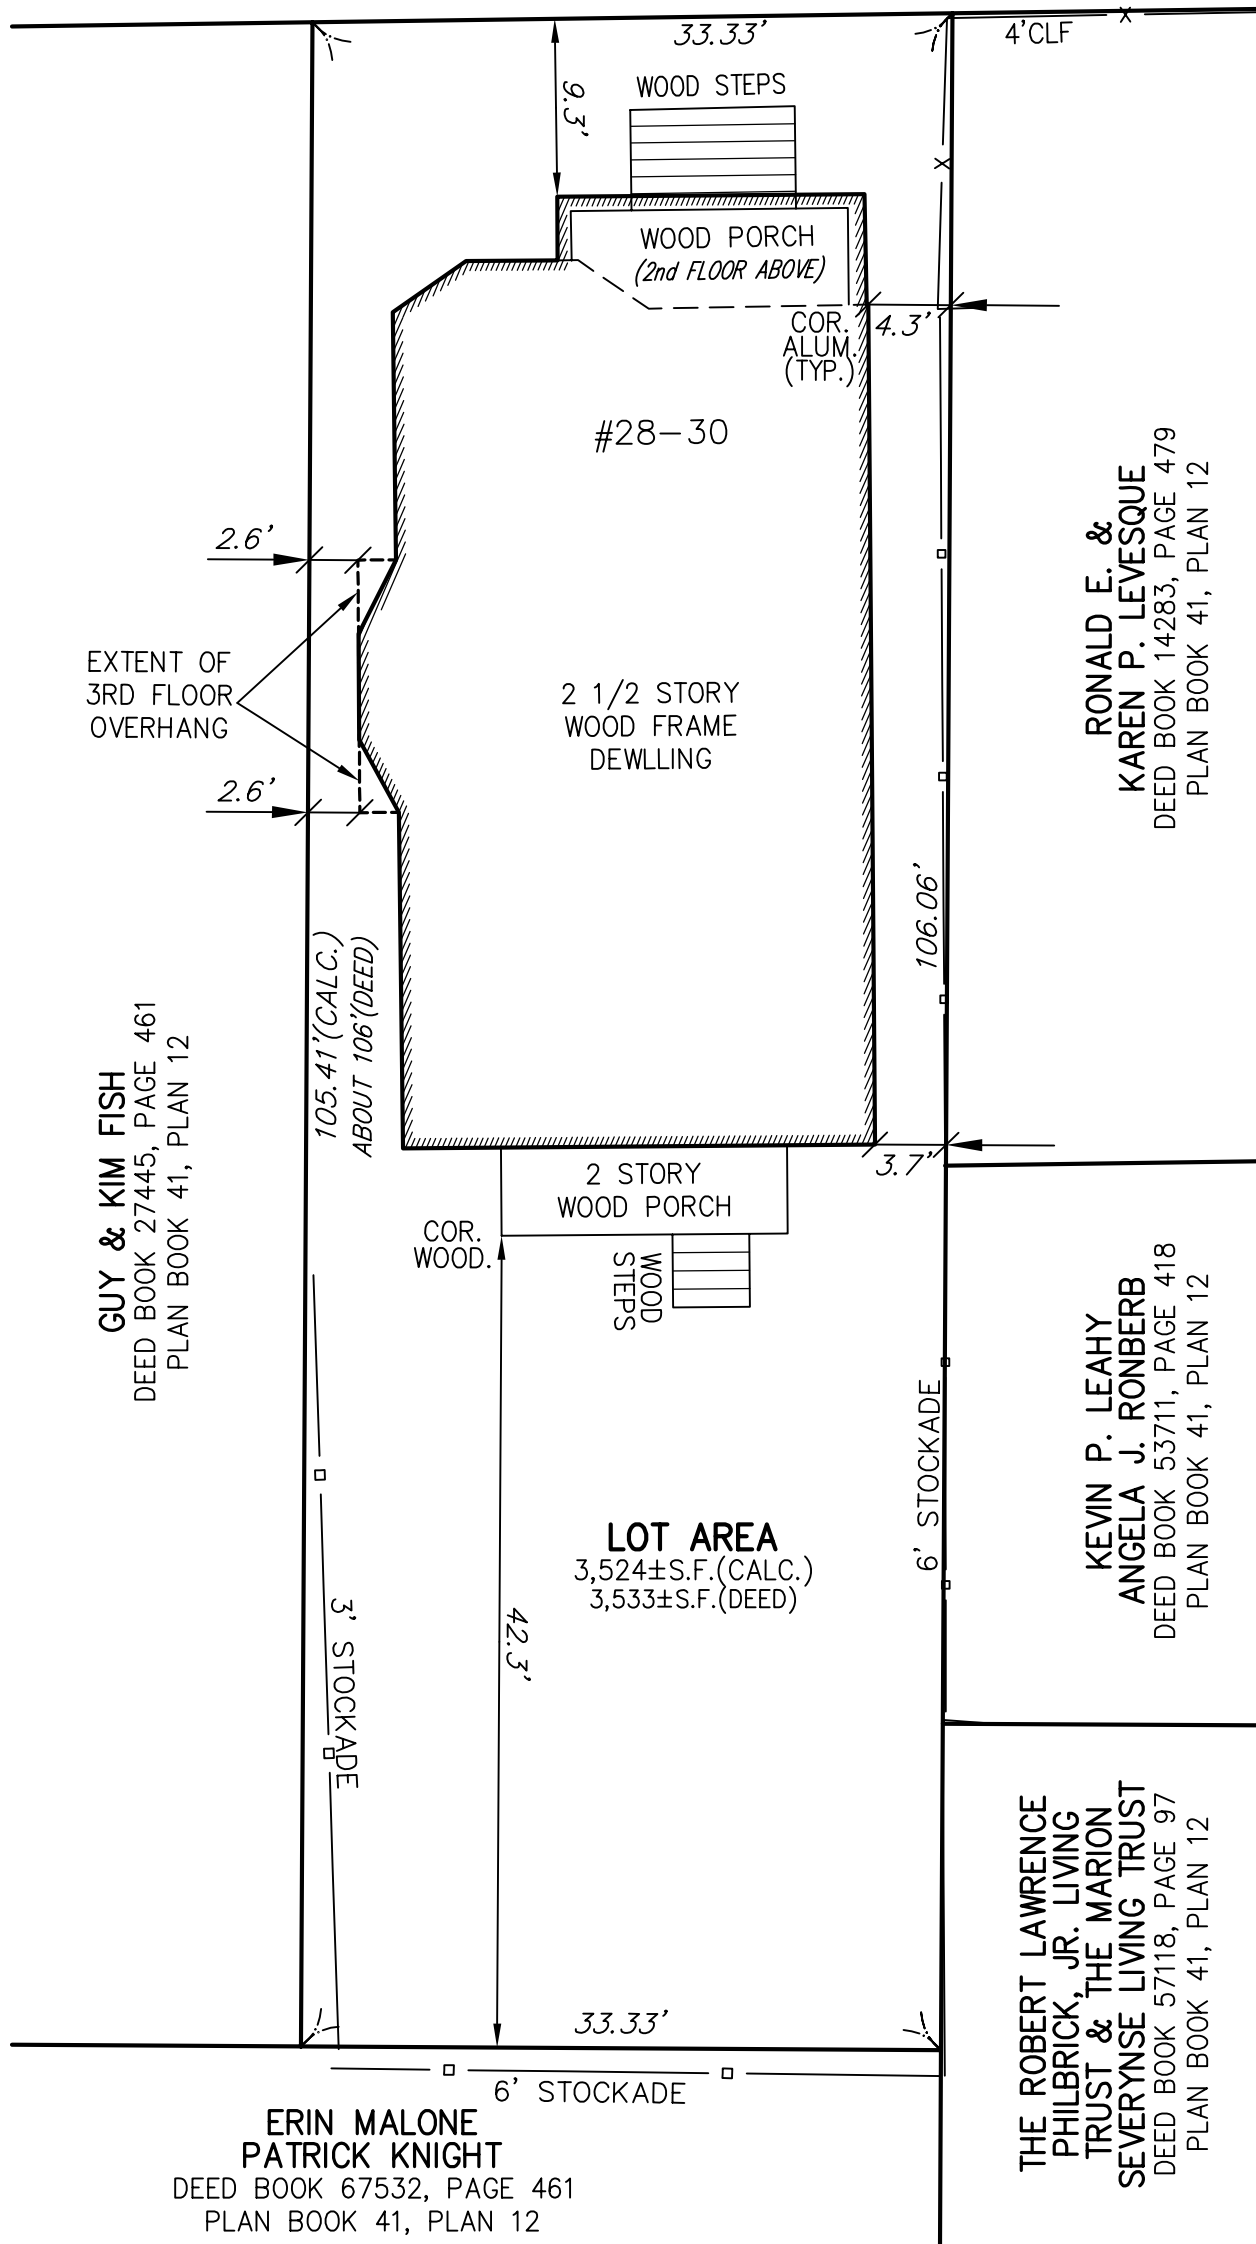 33.33'
4'CLF
9.3'
WOOD STEPS
WOOD PORCH
(2nd FLOOR ABOVE)
COR.
ALUM.
(TYP.)
4.3'
#28-30
2.6'
EXTENT OF
3RD FLOOR
OVERHANG
2.6'
2 1/2 STORY
WOOD FRAME
DEWLLING
RONALD E. &
KAREN P. LEVESQUE
DEED BOOK 14283, PAGE 479
PLAN BOOK 41, PLAN 12
106.06'
105.41'(CALC.)
ABOUT 106'(DEED)
GUY & KIM FISH
DEED BOOK 27445, PAGE 461
PLAN BOOK 41, PLAN 12
3.7'
2 STORY
WOOD PORCH
COR.
WOOD.
WOOD
STEPS
KEVIN P. LEAHY
ANGELA J. RONBERB
DEED BOOK 53711, PAGE 418
PLAN BOOK 41, PLAN 12
6' STOCKADE
LOT AREA
3,524±S.F.(CALC.)
3,533±S.F.(DEED)
42.3'
3' STOCKADE
THE ROBERT LAWRENCE
PHILBRICK, JR. LIVING
TRUST & THE MARION
SEVERYNSE LIVING TRUST
DEED BOOK 57118, PAGE 97
PLAN BOOK 41, PLAN 12
33.33'
6' STOCKADE
ERIN MALONE
PATRICK KNIGHT
DEED BOOK 67532, PAGE 461
PLAN BOOK 41, PLAN 12